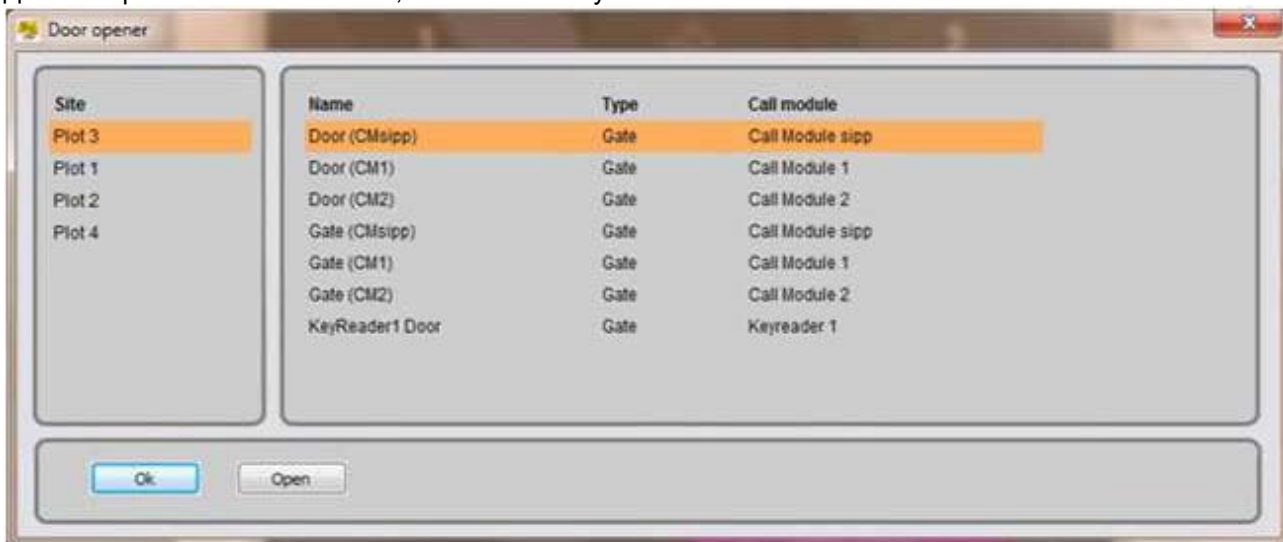 Door opener
Site
Plot 3
Plot 1
Plot 2
Plot 4
Name Type Call module
Door (CMsipp) Gate Call Module sipp
Door (CM1) Gate Call Module 1
Door (CM2) Gate Call Module 2
Gate (CMsipp) Gate Call Module sipp
Gate (CM1) Gate Call Module 1
Gate (CM2) Gate Call Module 2
KeyReader1 Door Gate Keyreader 1
Ok Open